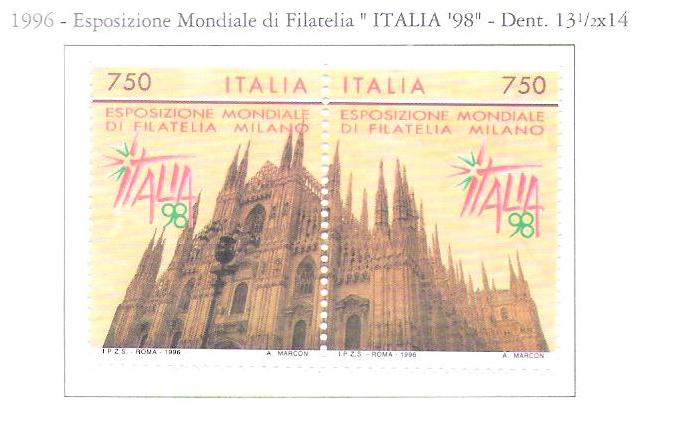 1996 - Esposizione Mondiale di Filatelia " ITALIA '98" - Dent. 13½x14
750 ITALIA
ESPOSIZIONE MONDIALE
DI FILATELIA MILANO
ITALIA
98
I.P.Z.S. - ROMA - 1996 A. MARCON
ITALIA 750
ESPOSIZIONE MONDIALE
DI FILATELIA MILANO
ITALIA
98
I.P.Z.S. - ROMA - 1996 A. MARCON